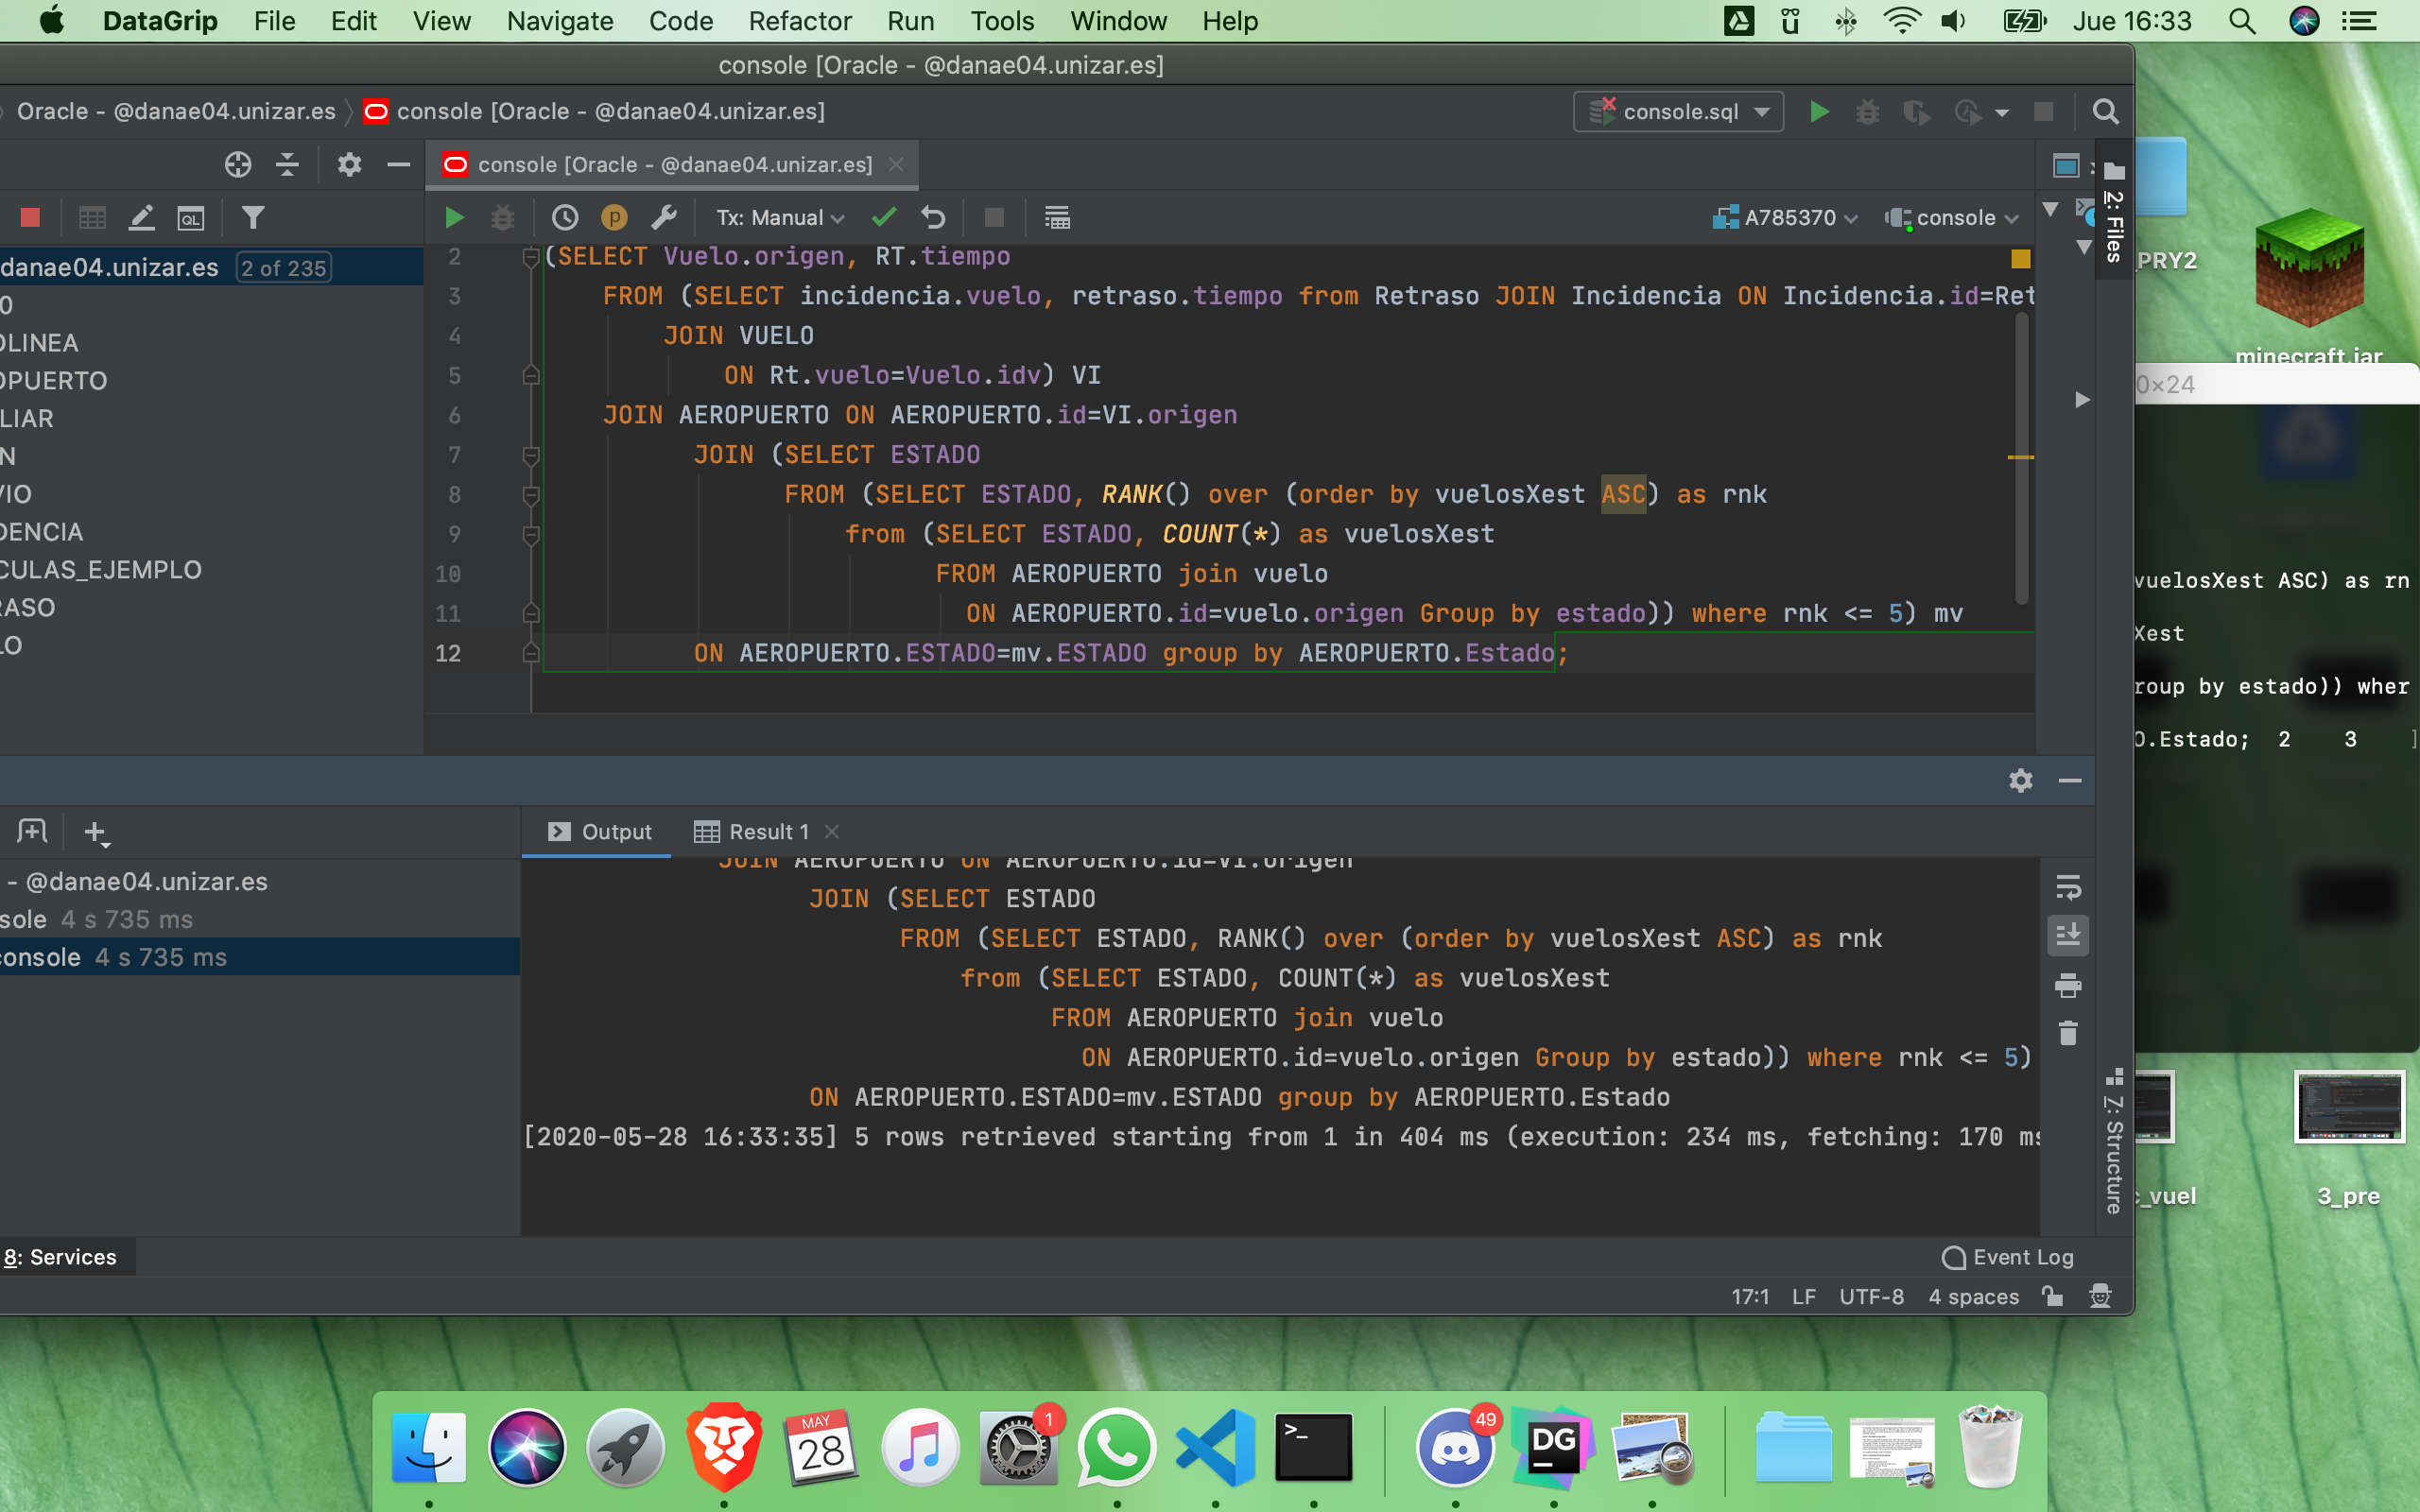 DataGrip File Edit View Navigate Code Refactor Run Tools Window Help Jue 16:33
console [Oracle - @danae04.unizar.es]
Oracle - @danae04.unizar.es console [Oracle - @danae04.unizar.es] console.sql
console [Oracle - @danae04.unizar.es]
QL p Tx: Manual A785370 console
danae04.unizar.es 2 of 235
0
OLINEA
OPUERTO
LIAR
N
VIO
DENCIA
CULAS_EJEMPLO
RASO
LO
2 (SELECT Vuelo.origen, RT.tiempo
3 FROM (SELECT incidencia.vuelo, retraso.tiempo from Retraso JOIN Incidencia ON Incidencia.id=Ret
4 JOIN VUELO
5 ON Rt.vuelo=Vuelo.idv) VI
6 JOIN AEROPUERTO ON AEROPUERTO.id=VI.origen
7 JOIN (SELECT ESTADO
8 FROM (SELECT ESTADO, RANK() over (order by vuelosXest ASC) as rnk
9 from (SELECT ESTADO, COUNT(*) as vuelosXest
10 FROM AEROPUERTO join vuelo
11 ON AEROPUERTO.id=vuelo.origen Group by estado)) where rnk <= 5) mv
12 ON AEROPUERTO.ESTADO=mv.ESTADO group by AEROPUERTO.Estado;
2: Files
7: Structure
_PRY2
minecraft.jar
0×24
vuelosXest ASC) as rn
Xest
roup by estado)) wher
O.Estado; 2 3 ]
Output Result 1
- @danae04.unizar.es
sole 4 s 735 ms
console 4 s 735 ms
JOIN AEROPUERTO ON AEROPUERTO.id=VI.origen
JOIN (SELECT ESTADO
FROM (SELECT ESTADO, RANK() over (order by vuelosXest ASC) as rnk
from (SELECT ESTADO, COUNT(*) as vuelosXest
FROM AEROPUERTO join vuelo
ON AEROPUERTO.id=vuelo.origen Group by estado)) where rnk <= 5)
ON AEROPUERTO.ESTADO=mv.ESTADO group by AEROPUERTO.Estado
[2020-05-28 16:33:35] 5 rows retrieved starting from 1 in 404 ms (execution: 234 ms, fetching: 170 ms
c_vuel
3_pre
8: Services Event Log
17:1 LF UTF-8 4 spaces
MAY
28
1
>_
49
DG